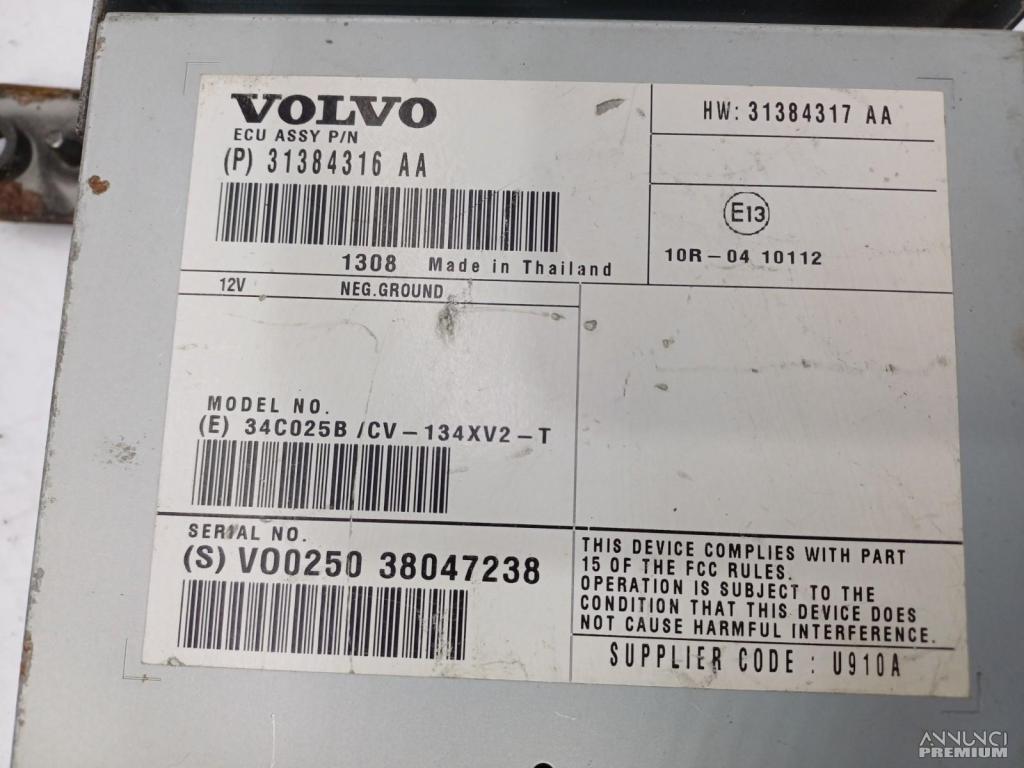 VOLVO
ECU ASSY P/N
(P) 31384316 AA
1308 Made in Thailand
HW: 31384317 AA
E13
10R-04 10112
12V NEG.GROUND
MODEL NO.
(E) 34C025B /CV-134XV2-T
SERIAL NO.
(S) VO0250 38047238
THIS DEVICE COMPLIES WITH PART
15 OF THE FCC RULES.
OPERATION IS SUBJECT TO THE
CONDITION THAT THIS DEVICE DOES
NOT CAUSE HARMFUL INTERFERENCE.
SUPPLIER CODE : U910A
ANNUNCI
PREMIUM